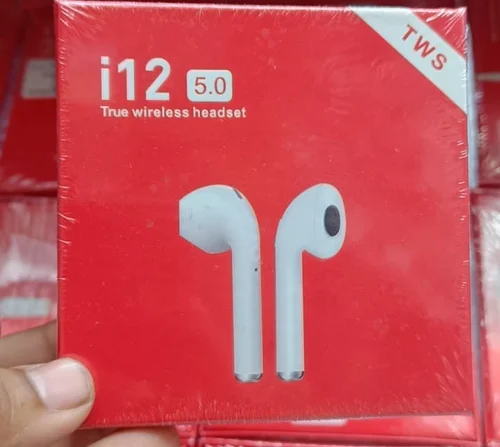 TWS
i12 5.0
True wireless headset